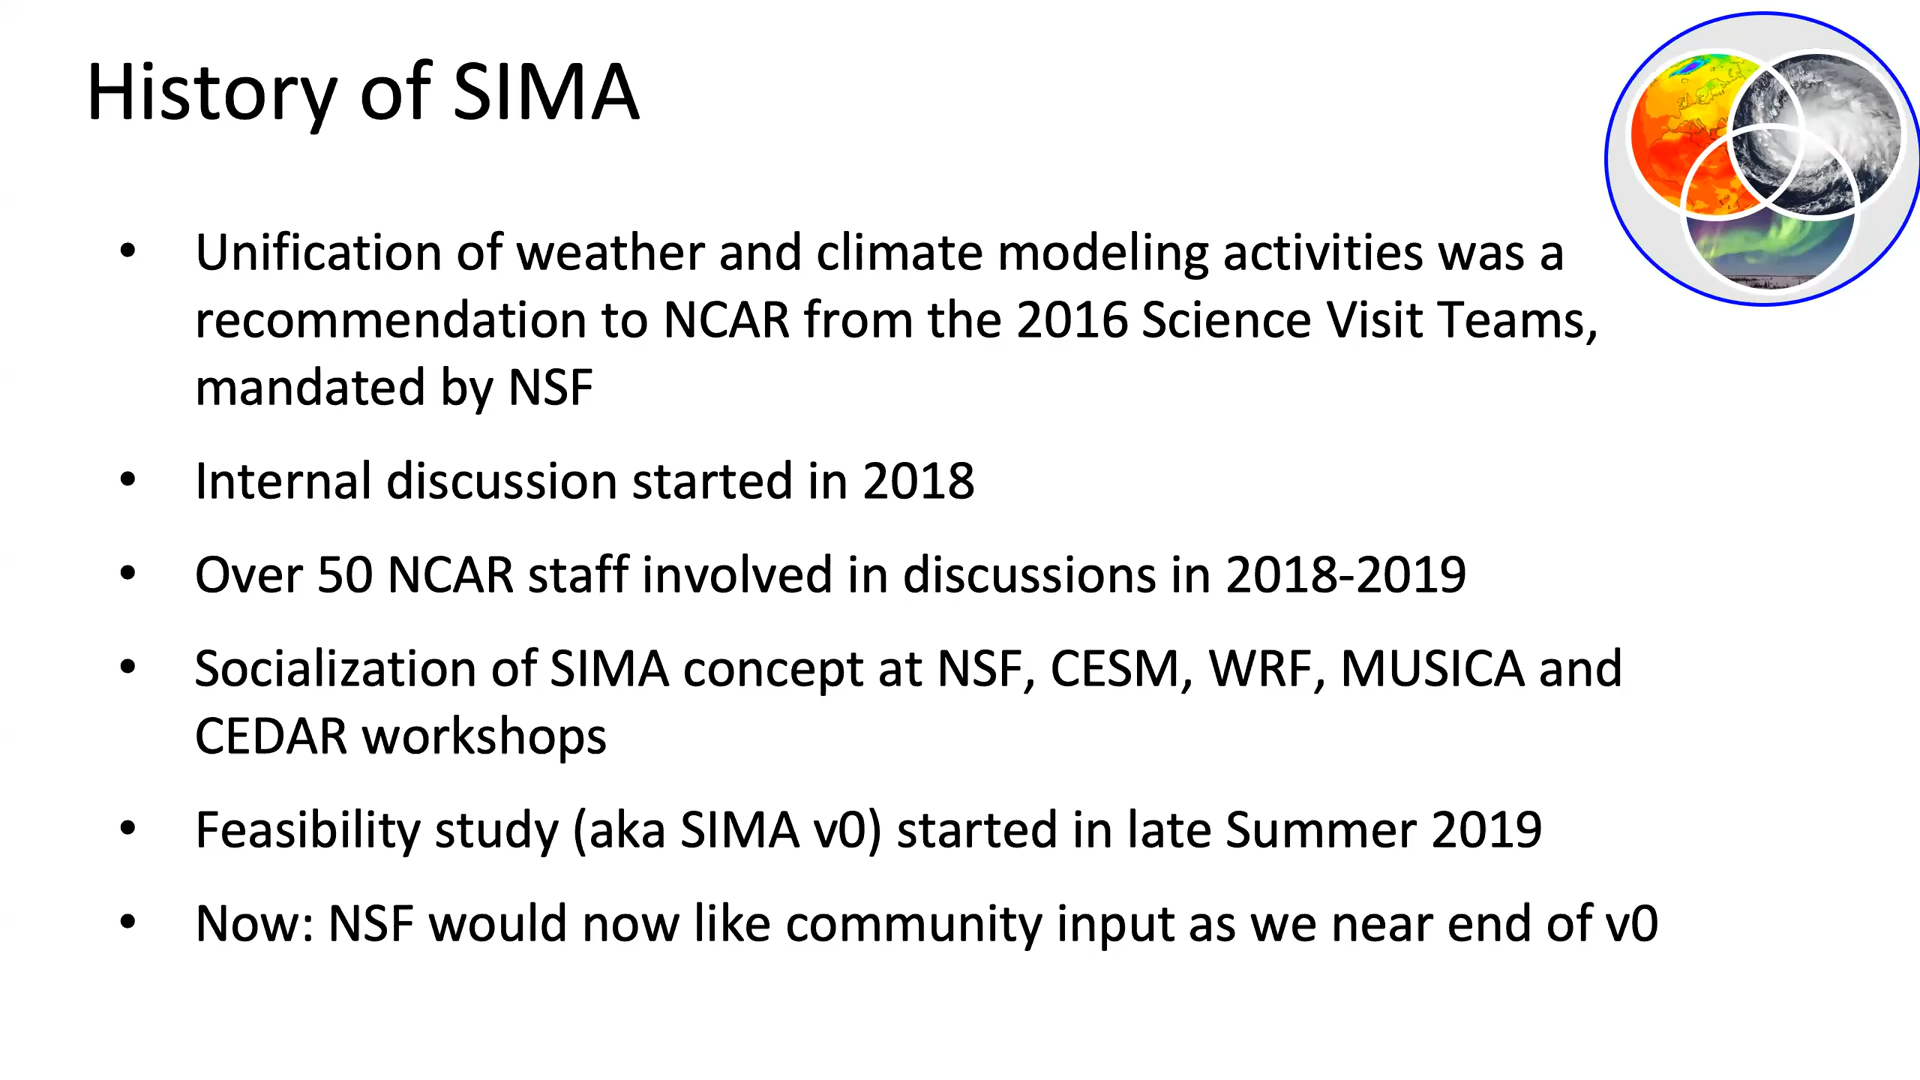 History of SIMA
• Unification of weather and climate modeling activities was a
recommendation to NCAR from the 2016 Science Visit Teams,
mandated by NSF
• Internal discussion started in 2018
• Over 50 NCAR staff involved in discussions in 2018-2019
• Socialization of SIMA concept at NSF, CESM, WRF, MUSICA and
CEDAR workshops
• Feasibility study (aka SIMA v0) started in late Summer 2019
• Now: NSF would now like community input as we near end of v0